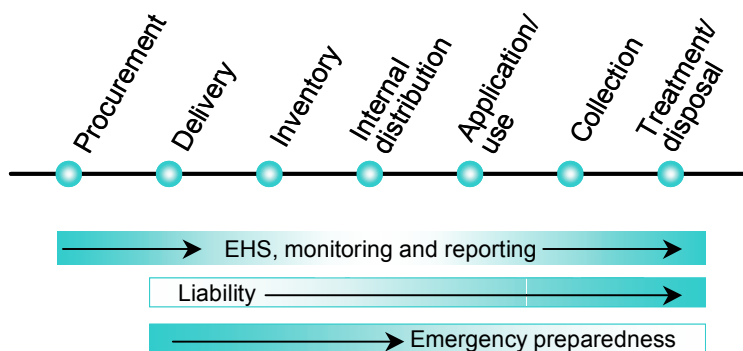 Procurement
Delivery
Inventory
Internal
distribution
Application/
use
Collection
Treatment/
disposal
EHS, monitoring and reporting
Liability
Emergency preparedness